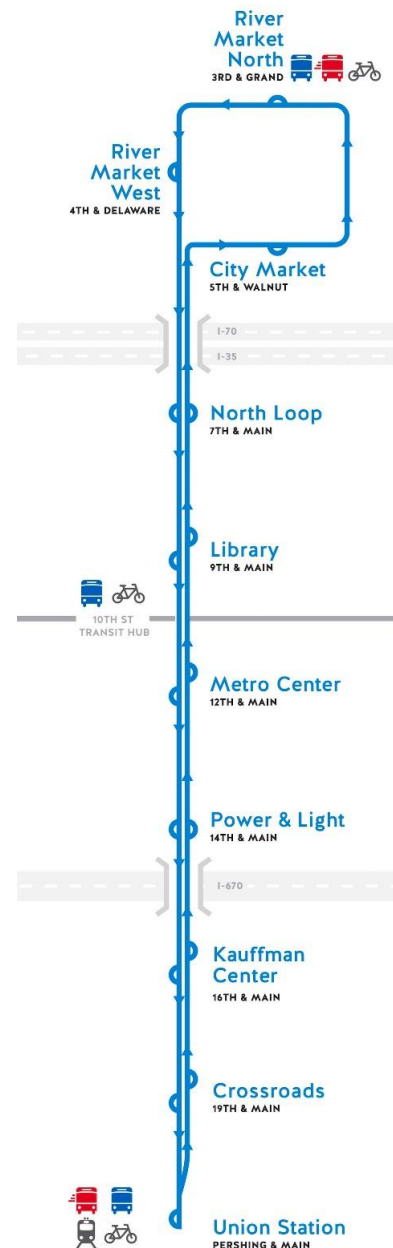 River
Market
North
3RD & GRAND
River
Market
West
4TH & DELAWARE
City Market
5TH & WALNUT
I-70
I-35
North Loop
7TH & MAIN
Library
9TH & MAIN
10TH ST
TRANSIT HUB
Metro Center
12TH & MAIN
Power & Light
14TH & MAIN
I-670
Kauffman
Center
16TH & MAIN
Crossroads
19TH & MAIN
Union Station
PERSHING & MAIN